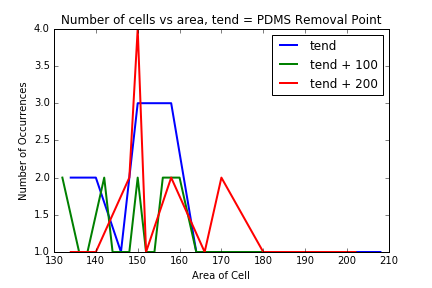 Number of cells vs area, tend = PDMS Removal Point
4.0
3.5
3.0
2.5
2.0
1.5
1.0
Number of Occurrences
tend
tend + 100
tend + 200
130 140 150 160 170 180 190 200 210
Area of Cell